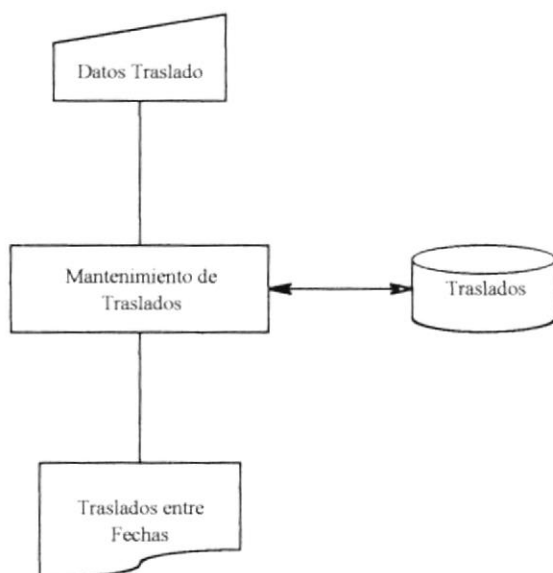 Datos Traslado
Mantenimiento de
Traslados
Traslados
Traslados entre
Fechas